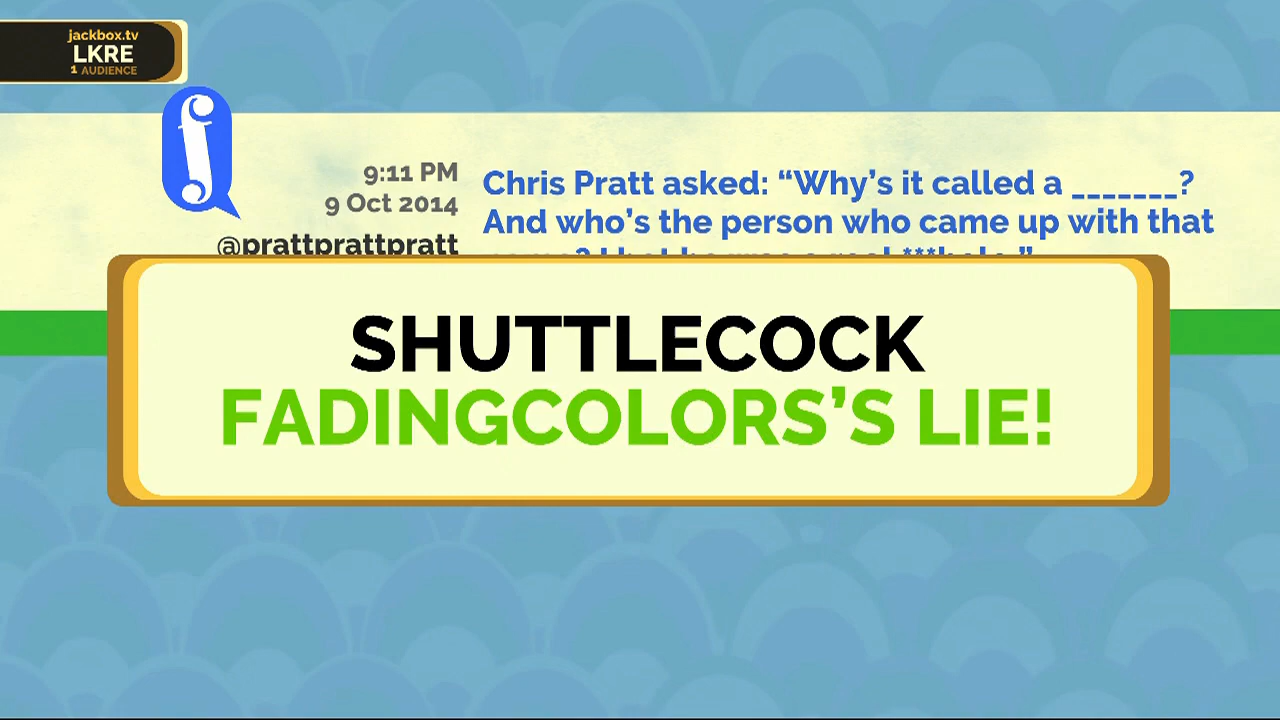 jackbox.tv
LKRE
1 AUDIENCE
f
9:11 PM
9 Oct 2014
@prattprattpratt
Chris Pratt asked: “Why’s it called a _______?
And who’s the person who came up with that
SHUTTLECOCK
FADINGCOLORS’S LIE!